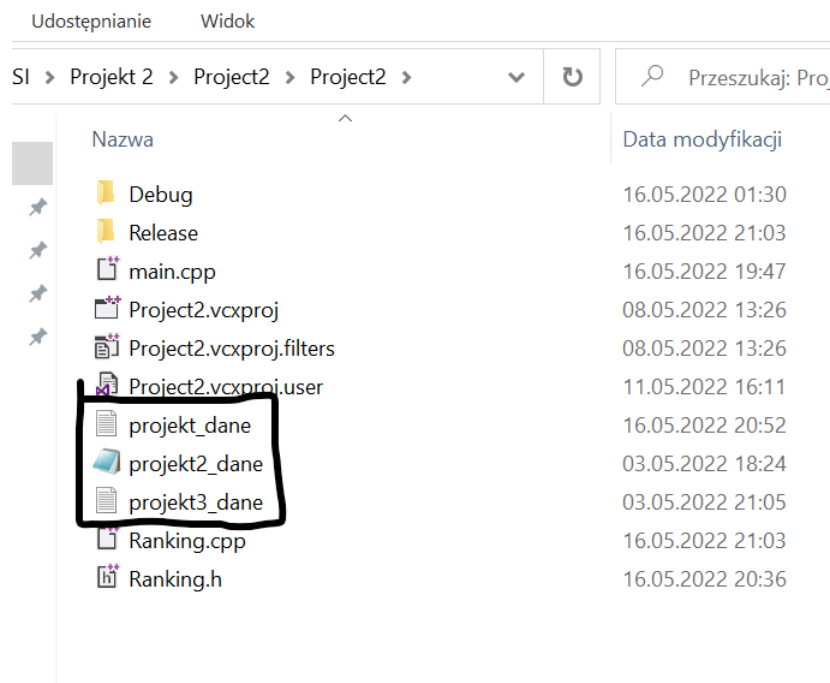 Udostępnianie Widok
SI > Projekt 2 > Project2 > Project2 > Przeszukaj: Proj
Nazwa Data modyfikacji
Debug 16.05.2022 01:30
Release 16.05.2022 21:03
main.cpp 16.05.2022 19:47
Project2.vcxproj 08.05.2022 13:26
Project2.vcxproj.filters 08.05.2022 13:26
Project2.vcxproj.user 11.05.2022 16:11
projekt_dane 16.05.2022 20:52
projekt2_dane 03.05.2022 18:24
projekt3_dane 03.05.2022 21:05
Ranking.cpp 16.05.2022 21:03
Ranking.h 16.05.2022 20:36